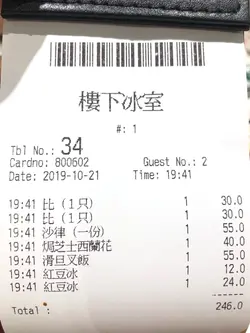 樓下冰室
#: 1
Tbl No.: 34
Cardno: 800602 Guest No.: 2
Date: 2019-10-21 Time: 19:41
19:41 比（1只） 1 30.0
19:41 比（1只） 1 30.0
19:41 沙律（一份） 1 55.0
19:41 焗芝士西蘭花 1 40.0
19:41 滑旦叉飯 1 55.0
19:41 紅豆冰 1 12.0
19:41 紅豆冰 1 24.0
Total: 246.0